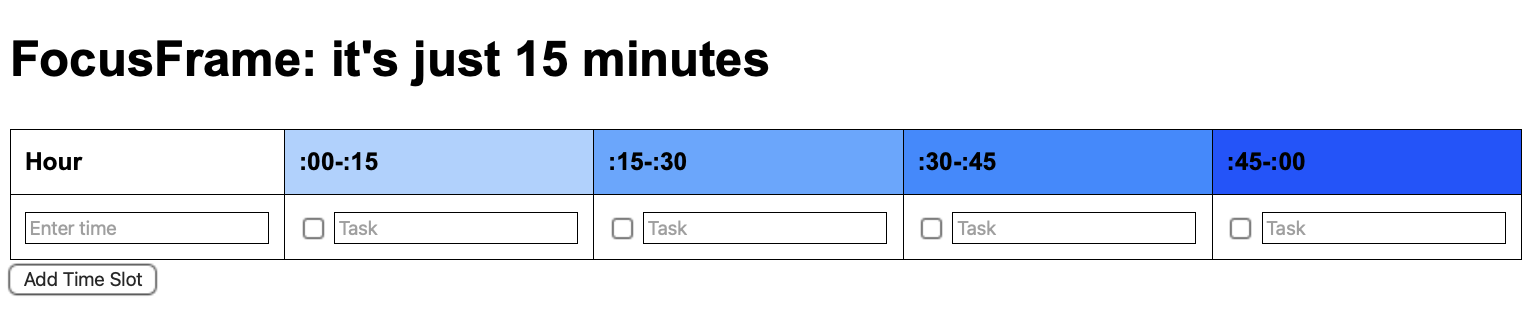 FocusFrame: it's just 15 minutes
Hour :00-:15 :15-:30 :30-:45 :45-:00
Enter time Task Task Task Task
Add Time Slot